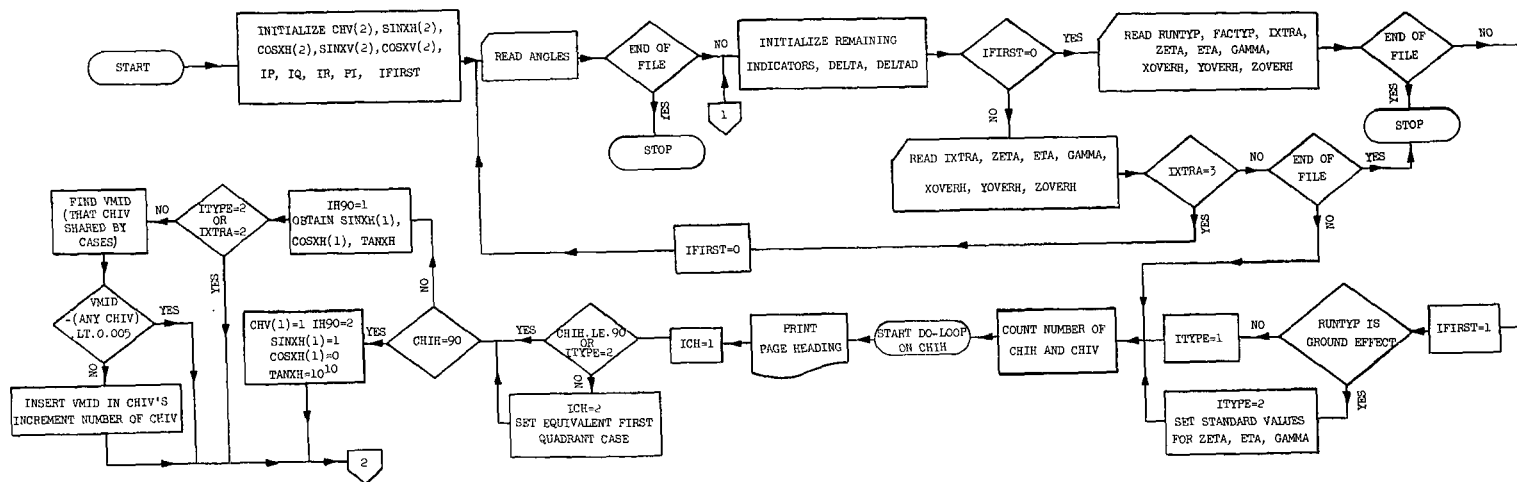 START
INITIALIZE CHV(2), SINXH(2),
COSXH(2),SINXV(2),COSXV(2),
IP, IQ, IR, PI, IFIRST
READ ANGLES
END OF
FILE
NO
YES
STOP
1
INITIALIZE REMAINING
INDICATORS, DELTA, DELTAD
IFIRST=0
YES
NO
READ RUNTYP, FACTYP, IXTRA,
ZETA, ETA, GAMMA,
XOVERH, YOVERH, ZOVERH
END OF
FILE
NO
YES
STOP
READ IXTRA, ZETA, ETA, GAMMA,
XOVERH, YOVERH, ZOVERH
IXTRA=3
NO
YES
END OF
FILE
YES
NO
IFIRST=0
IFIRST=1
RUNTYP IS
GROUND EFFECT
NO
YES
ITYPE=1
ITYPE=2
SET STANDARD VALUES
FOR ZETA, ETA, GAMMA
COUNT NUMBER OF
CHIH AND CHIV
START DO-LOOP
ON CHIH
PRINT
PAGE HEADING
ICH=1
CHIH.LE.90
OR
ITYPE=2
YES
NO
ICH=2
SET EQUIVALENT FIRST
QUADRANT CASE
CHIH=90
NO
YES
CHV(1)=1 IH90=2
SINXH(1)=1
COSXH(1)=0
TANXH=10¹⁰
IH90=1
OBTAIN SINXH(1),
COSXH(1), TANXH
ITYPE=2
OR
IXTRA=2
NO
YES
FIND VMID
(THAT CHIV
SHARED BY
CASES)
VMID
-(ANY CHIV)
.LT.0.005
YES
NO
INSERT VMID IN CHIV'S
INCREMENT NUMBER OF CHIV
2